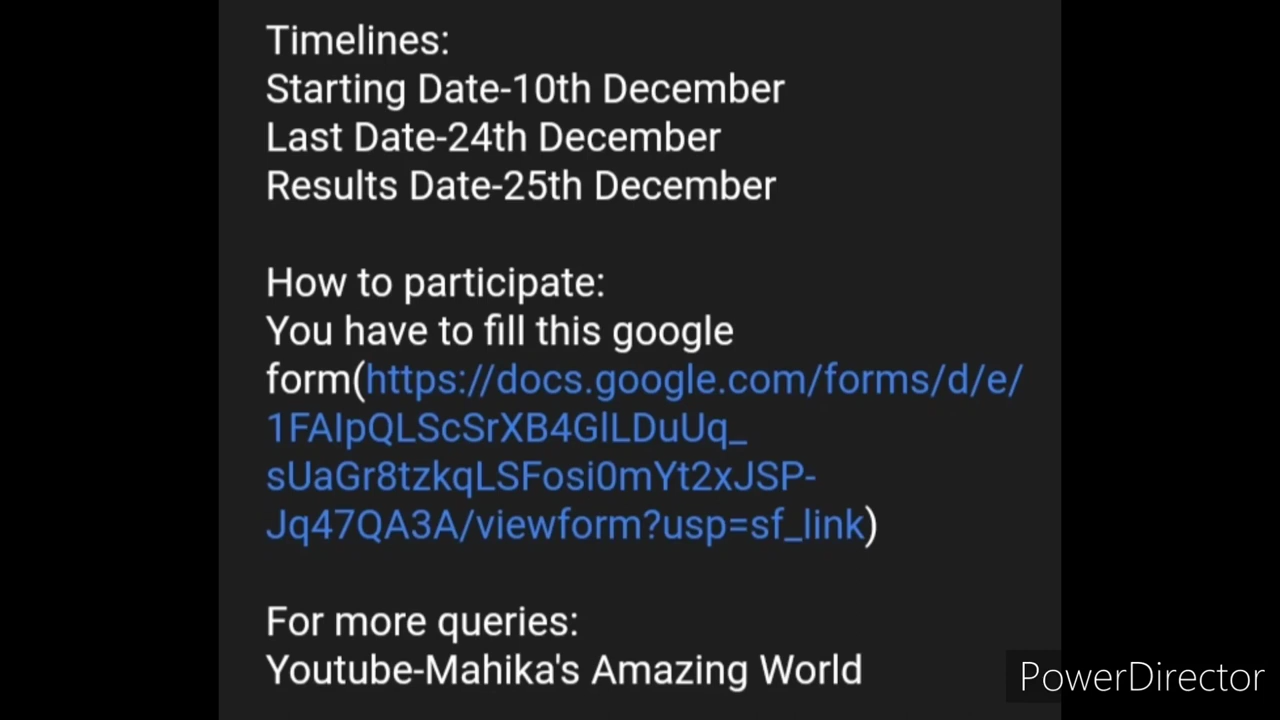 Timelines:
Starting Date-10th December
Last Date-24th December
Results Date-25th December
How to participate:
You have to fill this google
form(https://docs.google.com/forms/d/e/
1FAIpQLScSrXB4GlLDuUq_
sUaGr8tzkqLSFosi0mYt2xJSP-
Jq47QA3A/viewform?usp=sf_link)
For more queries:
Youtube-Mahika's Amazing World
PowerDirector